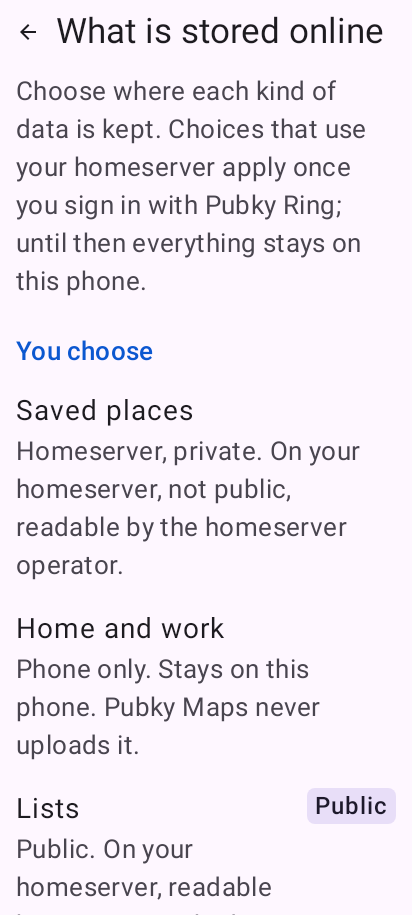 What is stored online
Choose where each kind of
data is kept. Choices that use
your homeserver apply once
you sign in with Pubky Ring;
until then everything stays on
this phone.
You choose
Saved places
Homeserver, private. On your
homeserver, not public,
readable by the homeserver
operator.
Home and work
Phone only. Stays on this
phone. Pubky Maps never
uploads it.
Lists
Public
Public. On your
homeserver, readable